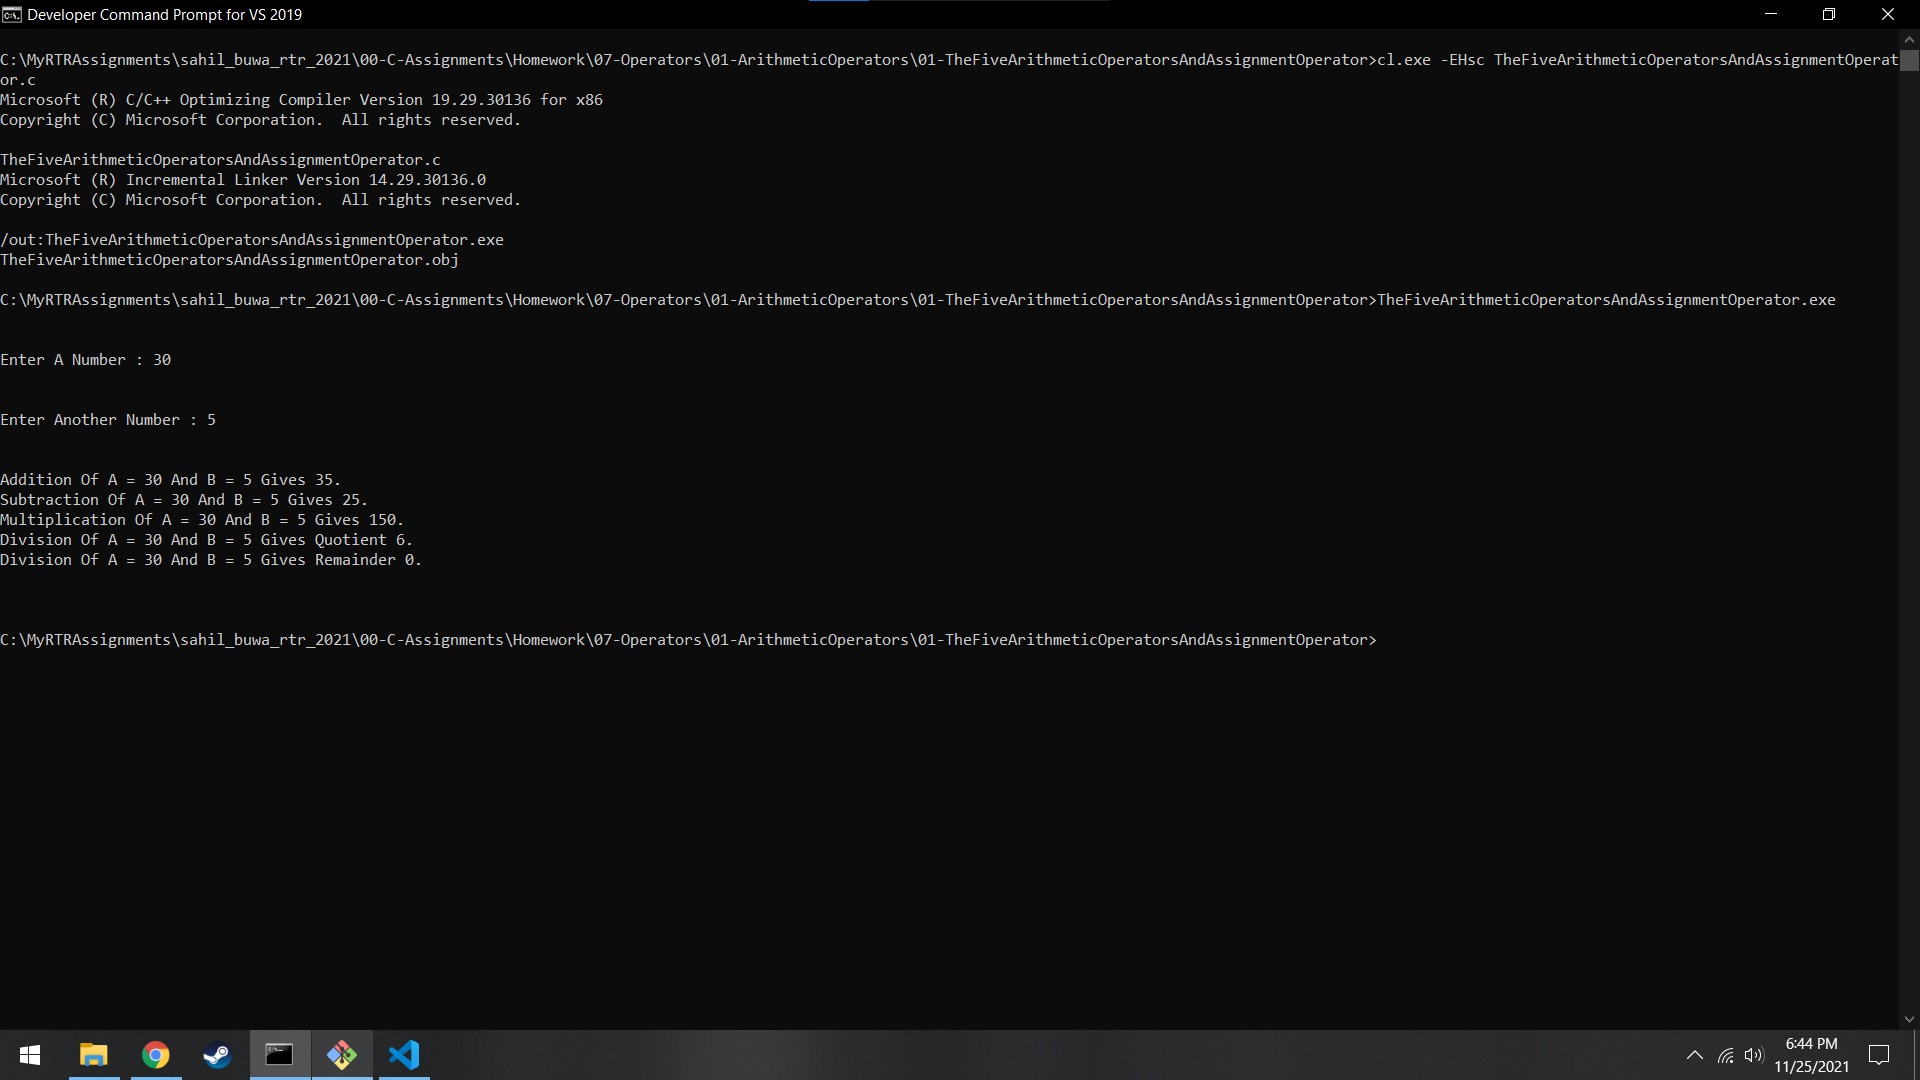 Developer Command Prompt for VS 2019
C:\MyRTRAssignments\sahil_buwa_rtr_2021\00-C-Assignments\Homework\07-Operators\01-ArithmeticOperators\01-TheFiveArithmeticOperatorsAndAssignmentOperator>cl.exe -EHsc TheFiveArithmeticOperatorsAndAssignmentOperat
or.c
Microsoft (R) C/C++ Optimizing Compiler Version 19.29.30136 for x86
Copyright (C) Microsoft Corporation.  All rights reserved.
TheFiveArithmeticOperatorsAndAssignmentOperator.c
Microsoft (R) Incremental Linker Version 14.29.30136.0
Copyright (C) Microsoft Corporation.  All rights reserved.
/out:TheFiveArithmeticOperatorsAndAssignmentOperator.exe
TheFiveArithmeticOperatorsAndAssignmentOperator.obj
C:\MyRTRAssignments\sahil_buwa_rtr_2021\00-C-Assignments\Homework\07-Operators\01-ArithmeticOperators\01-TheFiveArithmeticOperatorsAndAssignmentOperator>TheFiveArithmeticOperatorsAndAssignmentOperator.exe
Enter A Number : 30
Enter Another Number : 5
Addition Of A = 30 And B = 5 Gives 35.
Subtraction Of A = 30 And B = 5 Gives 25.
Multiplication Of A = 30 And B = 5 Gives 150.
Division Of A = 30 And B = 5 Gives Quotient 6.
Division Of A = 30 And B = 5 Gives Remainder 0.
C:\MyRTRAssignments\sahil_buwa_rtr_2021\00-C-Assignments\Homework\07-Operators\01-ArithmeticOperators\01-TheFiveArithmeticOperatorsAndAssignmentOperator>
6:44 PM
11/25/2021